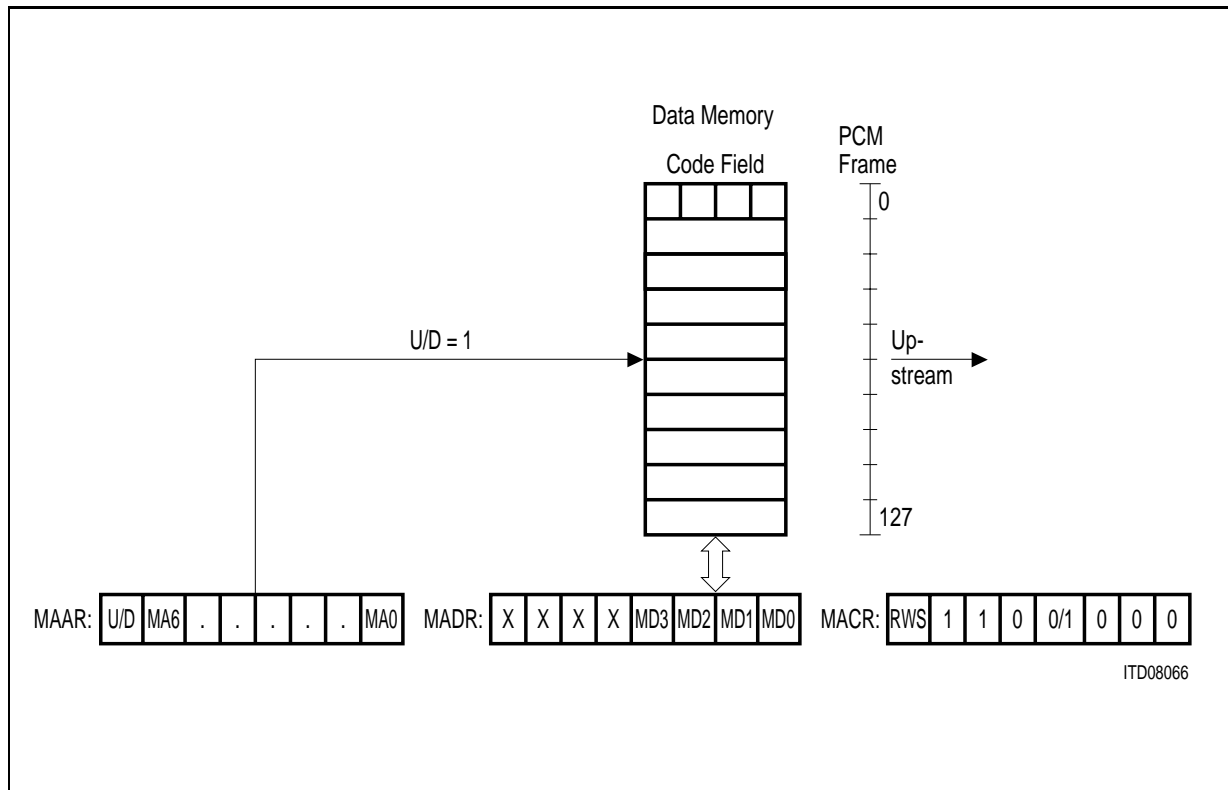 Data Memory
Code Field
PCM
Frame
0
U/D = 1
Up-
stream
127
MAAR: U/D MA6 . . . . . MA0
MADR: X X X X MD3 MD2 MD1 MD0
MACR: RWS 1 1 0 0/1 0 0 0
ITD08066